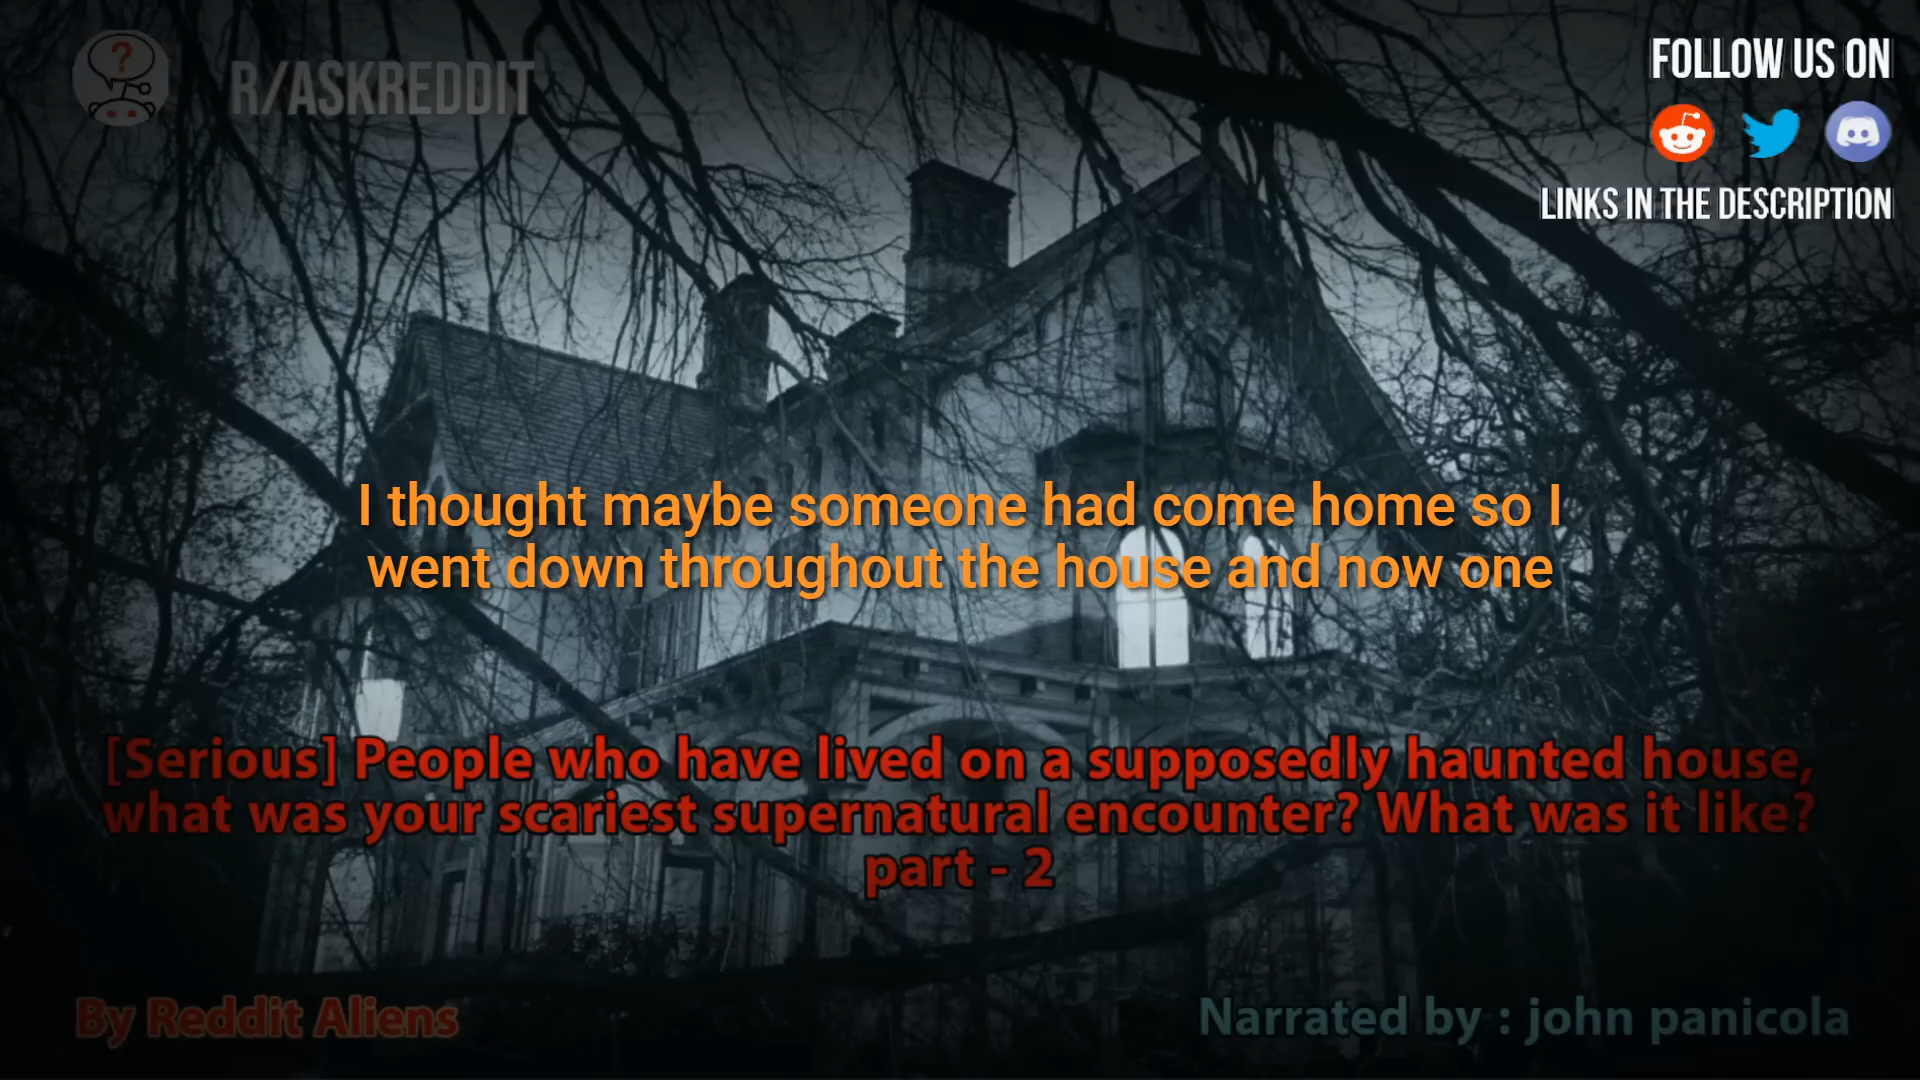 ?
R/ASKREDDIT
FOLLOW US ON
LINKS IN THE DESCRIPTION
I thought maybe someone had come home so I
went down throughout the house and now one
[Serious] People who have lived on a supposedly haunted house,
what was your scariest supernatural encounter? What was it like?
part - 2
By Reddit Aliens
Narrated by : john panicola